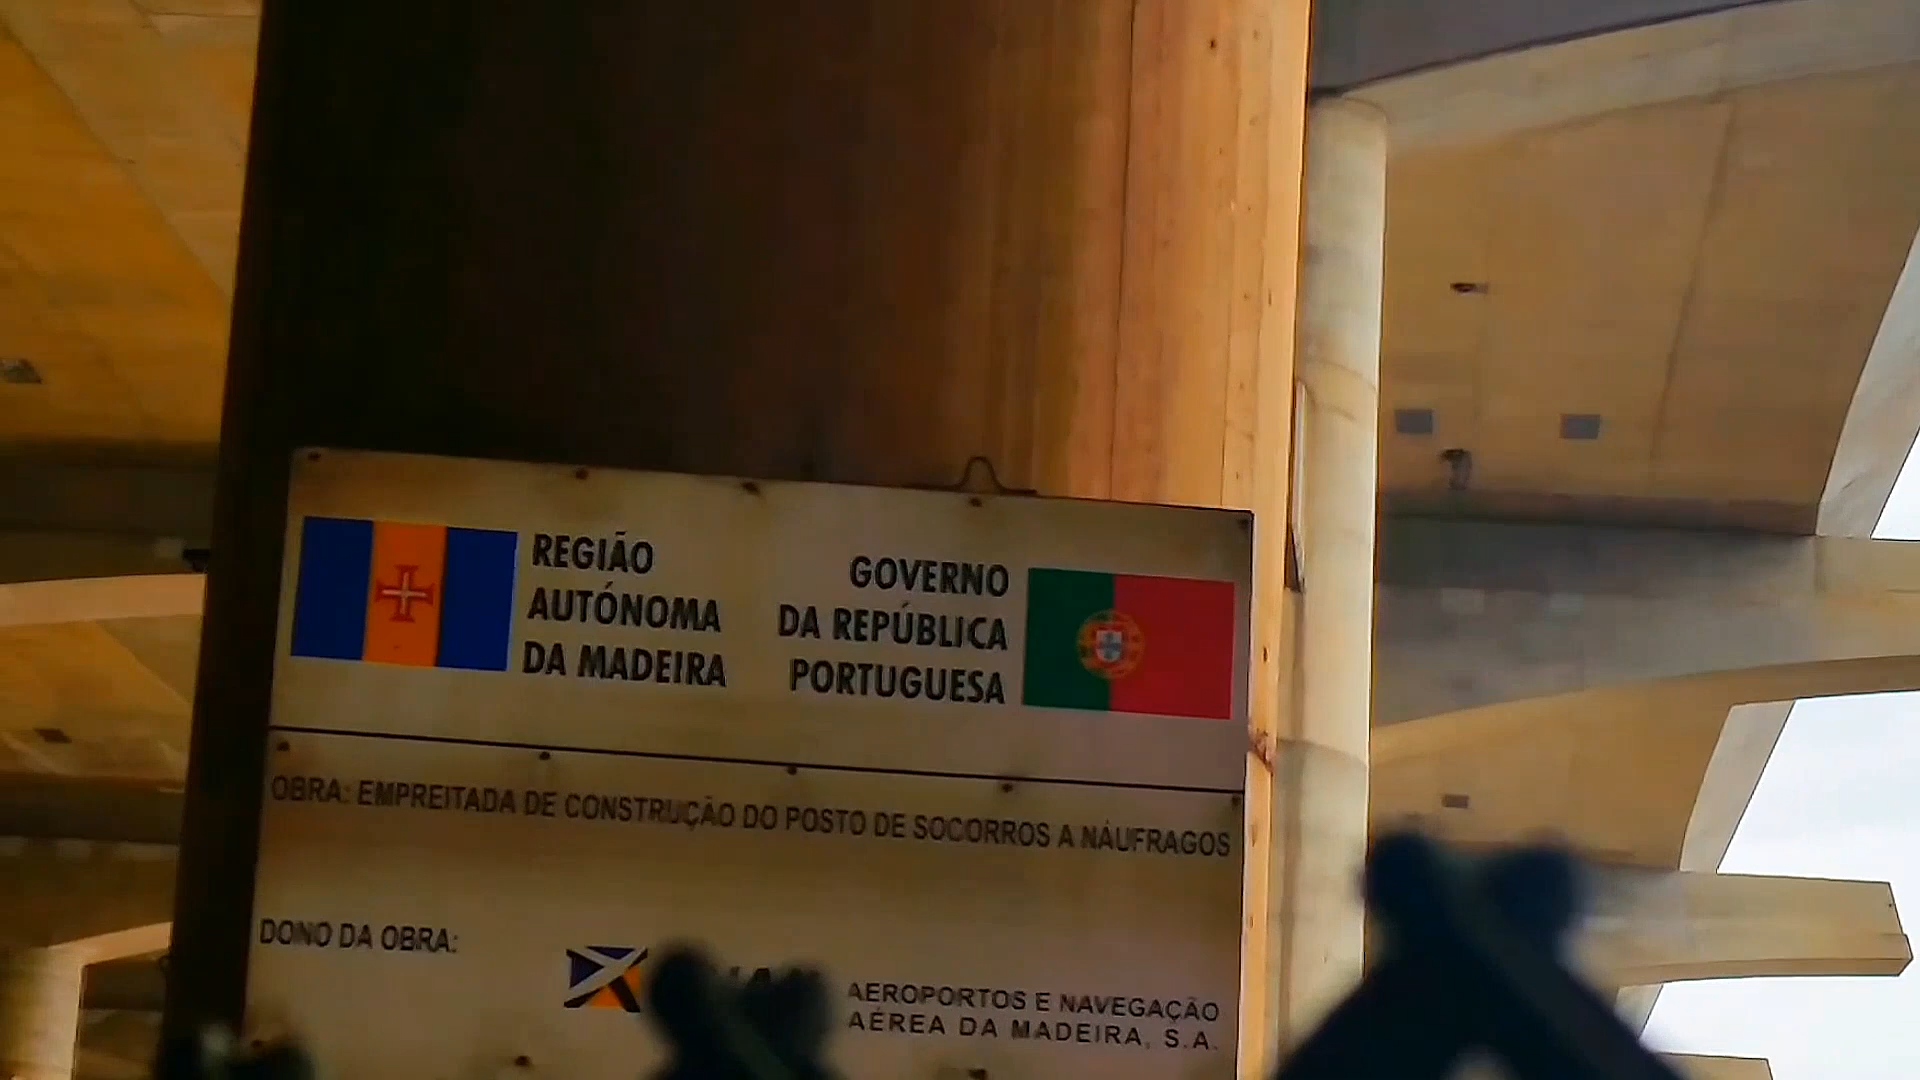 REGIÃO
AUTÓNOMA
DA MADEIRA
GOVERNO
DA REPÚBLICA
PORTUGUESA
OBRA: EMPREITADA DE CONSTRUÇÃO DO POSTO DE SOCORROS A NÁUFRAGOS
DONO DA OBRA:
AEROPORTOS E NAVEGAÇÃO
AÉREA DA MADEIRA, S.A.